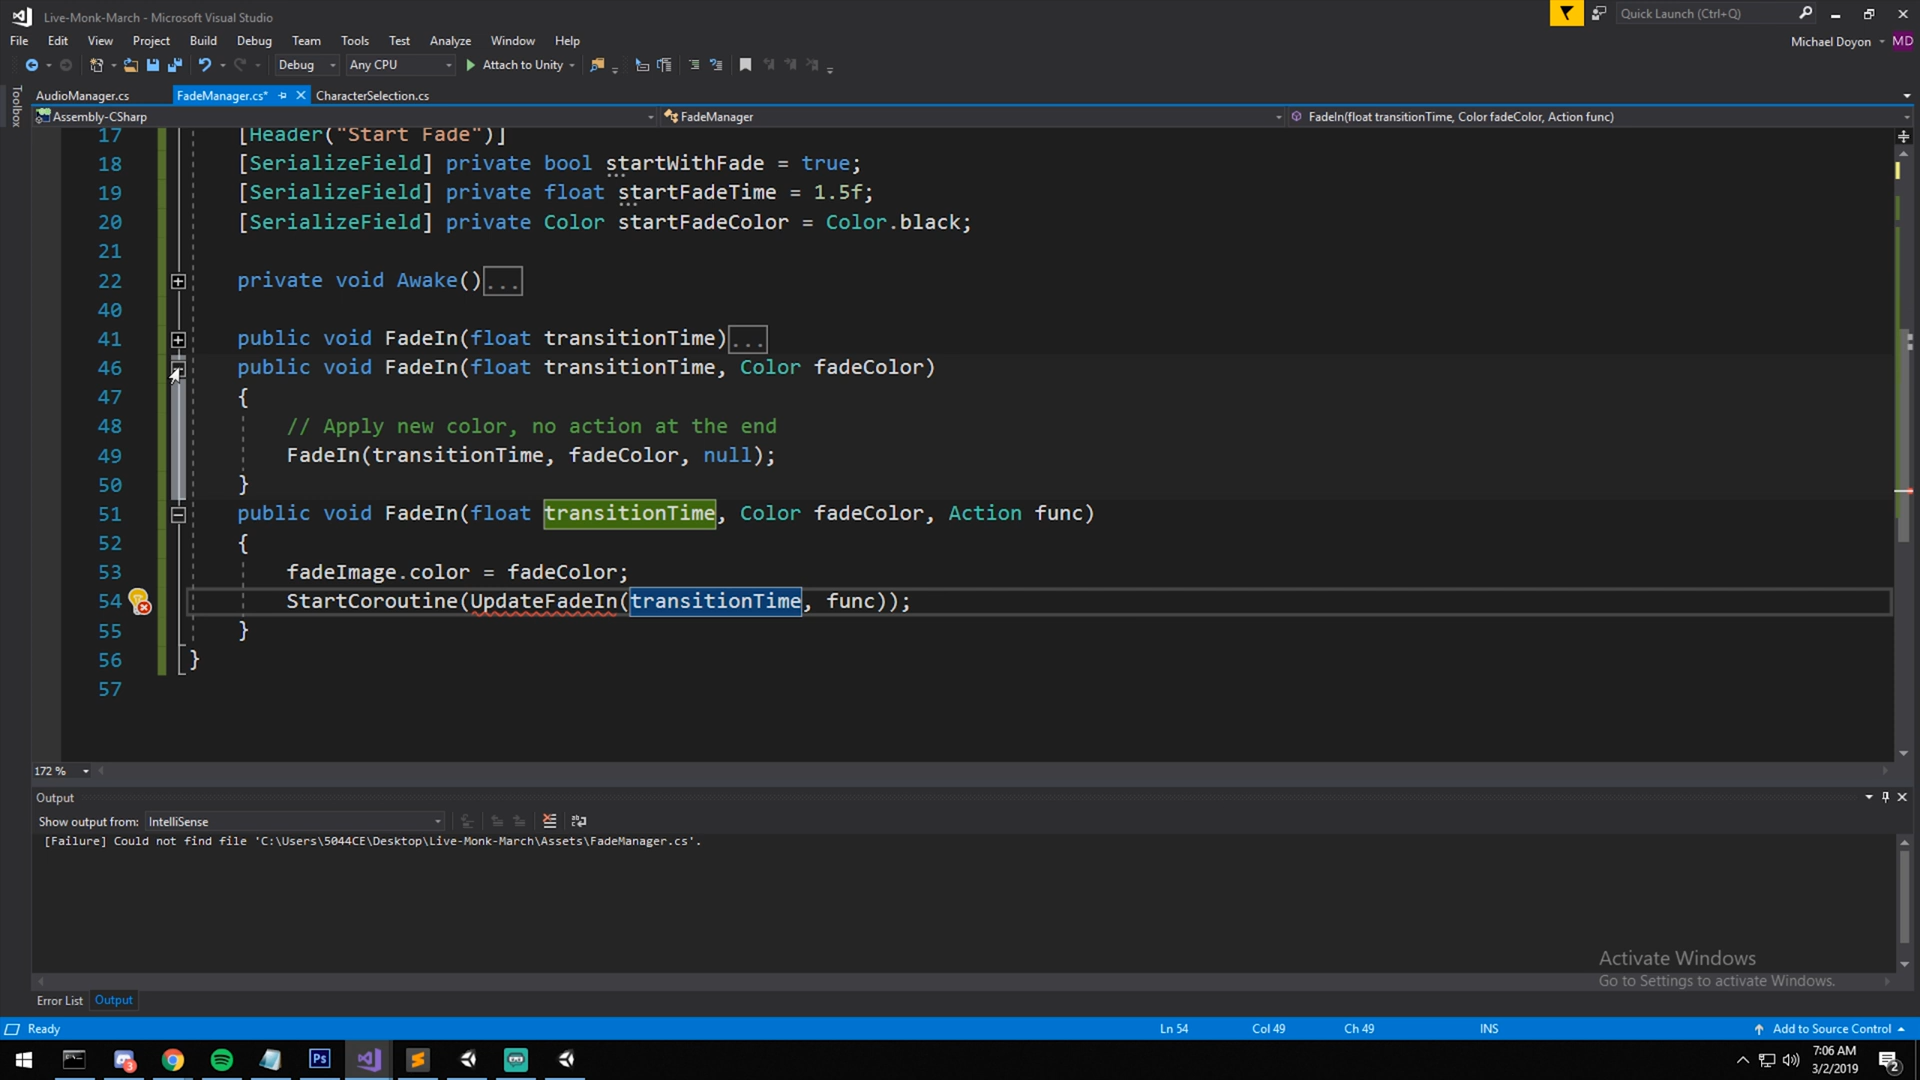 Live-Monk-March - Microsoft Visual Studio
Quick Launch (Ctrl+Q)
File Edit View Project Build Debug Team Tools Test Analyze Window Help
Michael Doyon MD
Debug Any CPU Attach to Unity
Toolbox
AudioManager.cs FadeManager.cs* CharacterSelection.cs
Assembly-CSharp FadeManager FadeIn(float transitionTime, Color fadeColor, Action func)
17 [Header("Start Fade")]
18 [SerializeField] private bool startWithFade = true;
19 [SerializeField] private float startFadeTime = 1.5f;
20 [SerializeField] private Color startFadeColor = Color.black;
21
22 private void Awake()...
40
41 public void FadeIn(float transitionTime)...
46 public void FadeIn(float transitionTime, Color fadeColor)
47 {
48 // Apply new color, no action at the end
49 FadeIn(transitionTime, fadeColor, null);
50 }
51 public void FadeIn(float transitionTime, Color fadeColor, Action func)
52 {
53 fadeImage.color = fadeColor;
54 StartCoroutine(UpdateFadeIn(transitionTime, func));
55 }
56 }
57
172 %
Output
Show output from: IntelliSense
[Failure] Could not find file 'C:\Users\5044CE\Desktop\Live-Monk-March\Assets\FadeManager.cs'.
Activate Windows
Go to Settings to activate Windows.
Error List Output
Ready Ln 54 Col 49 Ch 49 INS Add to Source Control
3 Ps 7:06 AM 2
3/2/2019